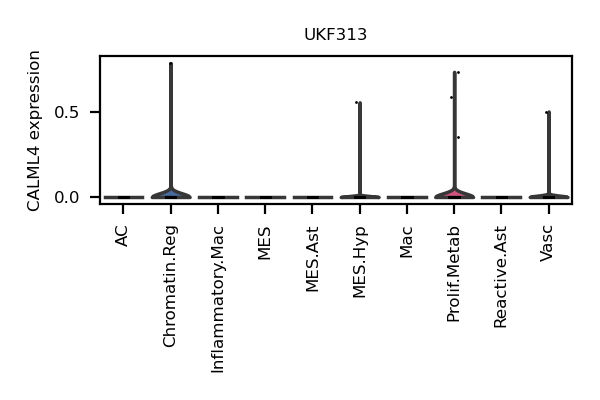 UKF313
CALML4 expression
0.5
0.0
AC
Chromatin.Reg
Inflammatory.Mac
MES
MES.Ast
MES.Hyp
Mac
Prolif.Metab
Reactive.Ast
Vasc